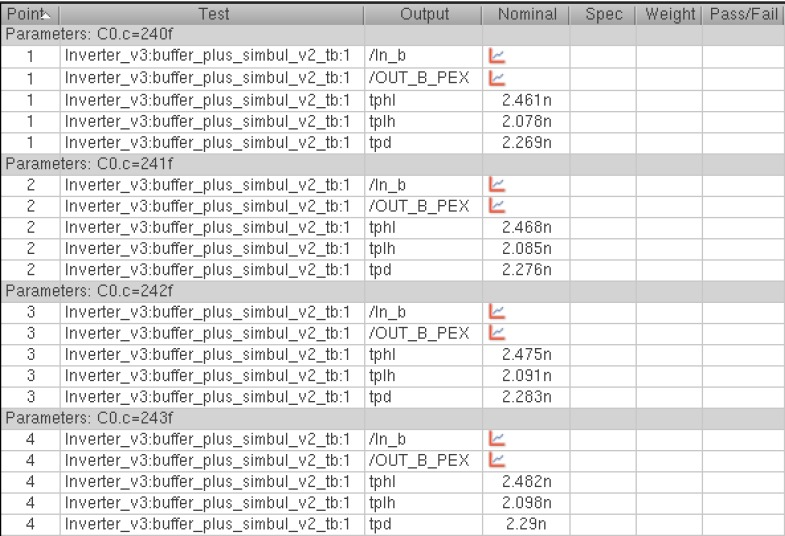 Point Test Output Nominal Spec Weight Pass/Fail
Parameters: C0.c=240f
1 Inverter_v3:buffer_plus_simbul_v2_tb:1 /In_b
1 Inverter_v3:buffer_plus_simbul_v2_tb:1 /OUT_B_PEX
1 Inverter_v3:buffer_plus_simbul_v2_tb:1 tphl 2.461n
1 Inverter_v3:buffer_plus_simbul_v2_tb:1 tplh 2.078n
1 Inverter_v3:buffer_plus_simbul_v2_tb:1 tpd 2.269n
Parameters: C0.c=241f
2 Inverter_v3:buffer_plus_simbul_v2_tb:1 /In_b
2 Inverter_v3:buffer_plus_simbul_v2_tb:1 /OUT_B_PEX
2 Inverter_v3:buffer_plus_simbul_v2_tb:1 tphl 2.468n
2 Inverter_v3:buffer_plus_simbul_v2_tb:1 tplh 2.085n
2 Inverter_v3:buffer_plus_simbul_v2_tb:1 tpd 2.276n
Parameters: C0.c=242f
3 Inverter_v3:buffer_plus_simbul_v2_tb:1 /In_b
3 Inverter_v3:buffer_plus_simbul_v2_tb:1 /OUT_B_PEX
3 Inverter_v3:buffer_plus_simbul_v2_tb:1 tphl 2.475n
3 Inverter_v3:buffer_plus_simbul_v2_tb:1 tplh 2.091n
3 Inverter_v3:buffer_plus_simbul_v2_tb:1 tpd 2.283n
Parameters: C0.c=243f
4 Inverter_v3:buffer_plus_simbul_v2_tb:1 /In_b
4 Inverter_v3:buffer_plus_simbul_v2_tb:1 /OUT_B_PEX
4 Inverter_v3:buffer_plus_simbul_v2_tb:1 tphl 2.482n
4 Inverter_v3:buffer_plus_simbul_v2_tb:1 tplh 2.098n
4 Inverter_v3:buffer_plus_simbul_v2_tb:1 tpd 2.29n